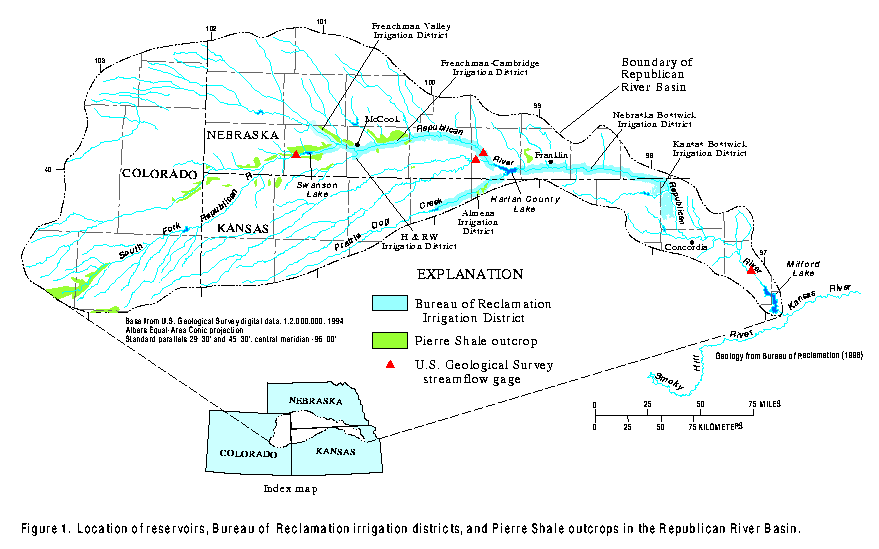 Frenchman Valley
Irrigation District
101
102
103
Frenchman-Cambridge
Irrigation District
100
Boundary of
Republican
River Basin
99
McCook
Republican
Nebraska Bostwick
Irrigation District
NEBRASKA
River
Franklin
Kansas Bostwick
Irrigation District
98
40
COLORADO
R
Swanson
Lake
Harlan County
Lake
Republican
Republican
Creek
KANSAS
Almena
Irrigation
District
Dog
Prairie
H & RW
Irrigation District
South
Fork
Concordia
97
River
Milford
Lake
EXPLANATION
Kansas River
Bureau of Reclamation
Irrigation District
Base from U.S. Geological Survey digital data, 1:2,000,000, 1994
Albers Equal-Area Conic projection
Standard parallels 29 30' and 45 30', central meridian -96 00'
Pierre Shale outcrop
River
Hill
Smoky
Geology from Bureau of Reclamation (1996)
U.S. Geological Survey
streamflow gage
NEBRASKA
COLORADO
KANSAS
Index map
0 25 50 75 MILES
0 25 50 75 KILOMETERS
Figure 1. Location of reservoirs, Bureau of Reclamation irrigation districts, and Pierre Shale outcrops in the Republican River Basin.